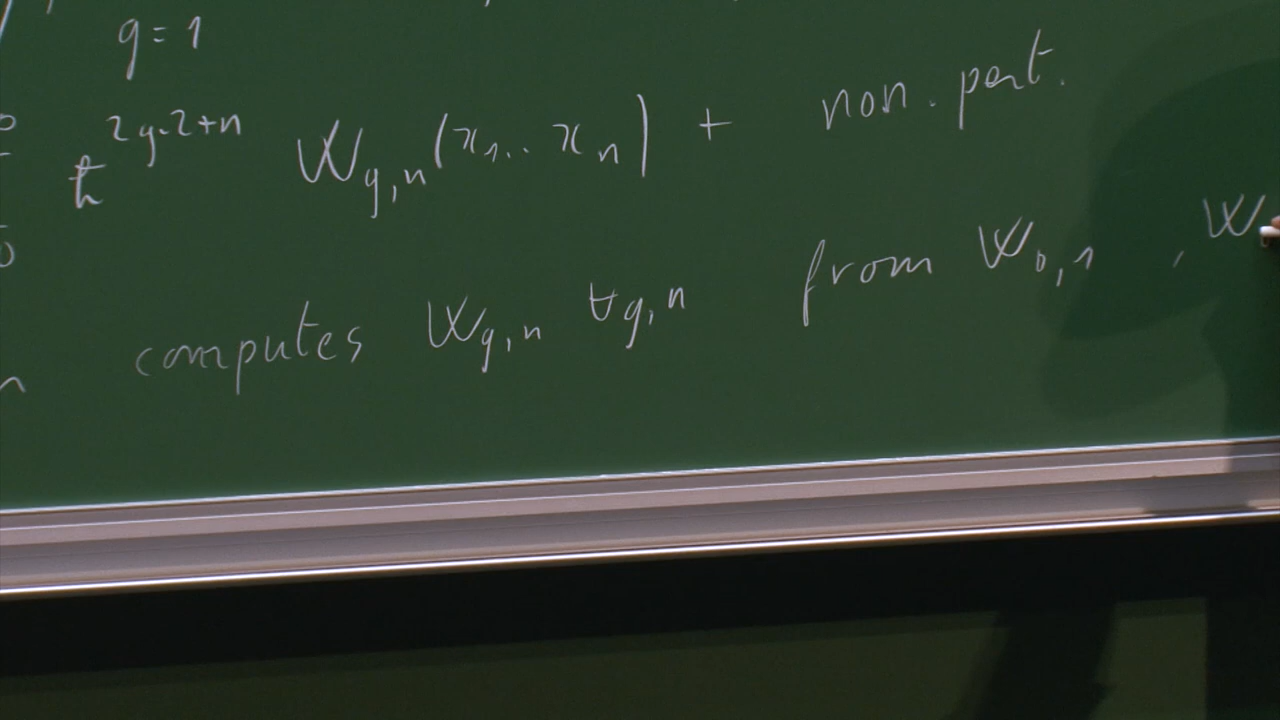 g = 1
ħ^{2g-2+n} W_{g,n}(x_1.. x_n) + non. pert.
computes W_{g,n} ∀g,n from W_{0,1} , W